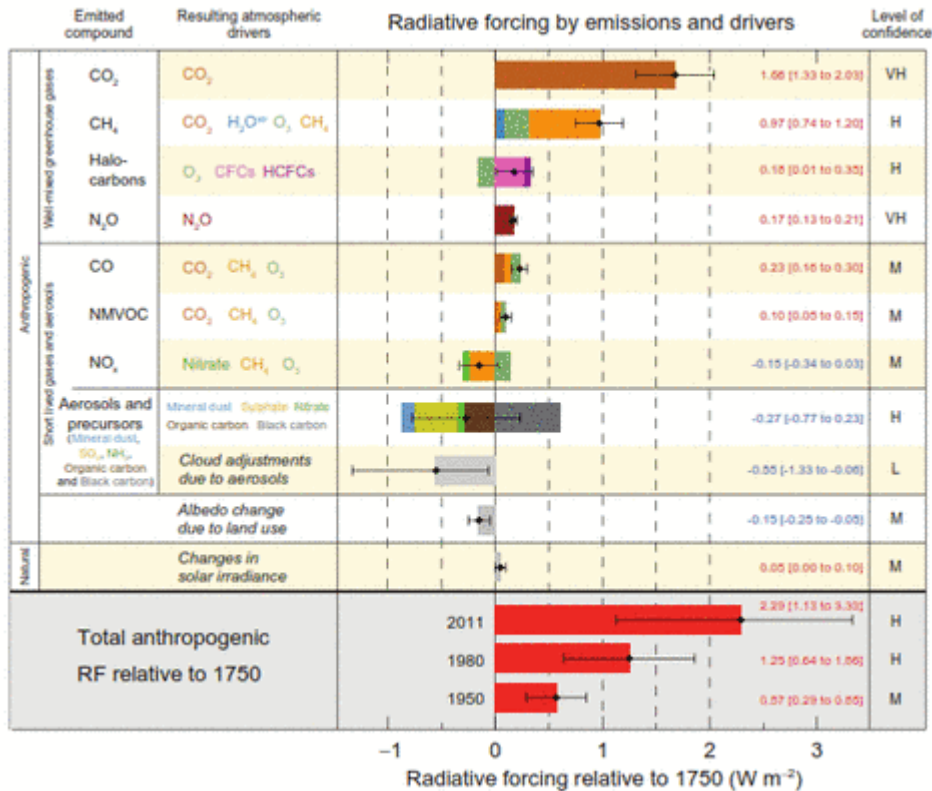 Emitted compound
Resulting atmospheric drivers
Radiative forcing by emissions and drivers
Level of confidence
Anthropogenic
Well-mixed greenhouse gases
CO₂
CO₂
1.68 [1.33 to 2.03]
VH
CH₄
CO₂ H₂O O₃ CH₄
0.97 [0.74 to 1.20]
H
Halo-
carbons
O₃ CFCs HCFCs
0.18 [0.01 to 0.35]
H
N₂O
N₂O
0.17 [0.13 to 0.21]
VH
Short lived gases and aerosols
CO
CO₂ CH₄ O₃
0.23 [0.16 to 0.30]
M
NMVOC
CO₂ CH₄ O₃
0.10 [0.05 to 0.15]
M
NOₓ
Nitrate CH₄ O₃
-0.15 [-0.34 to 0.03]
M
Aerosols and
precursors
(Mineral dust,
SO₂, NH₃,
Organic carbon
and Black carbon)
Mineral dust Sulphate Nitrate
Organic carbon Black carbon
-0.27 [-0.77 to 0.23]
H
Cloud adjustments
due to aerosols
-0.55 [-1.33 to -0.06]
L
Albedo change
due to land use
-0.15 [-0.25 to -0.05]
M
Natural
Changes in
solar irradiance
0.05 [0.00 to 0.10]
M
Total anthropogenic
RF relative to 1750
2011
2.29 [1.13 to 3.33]
H
1980
1.25 [0.64 to 1.86]
H
1950
0.57 [0.29 to 0.85]
M
−1 0 1 2 3
Radiative forcing relative to 1750 (W m⁻²)